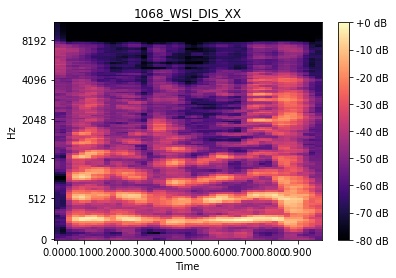 1068_WSI_DIS_XX
+0 dB
8192
-10 dB
4096
-20 dB
-30 dB
2048
Hz
-40 dB
1024
-50 dB
512
-60 dB
-70 dB
0
-80 dB
0.0000.1000.2000.3000.4000.5000.6000.7000.8000.900
Time